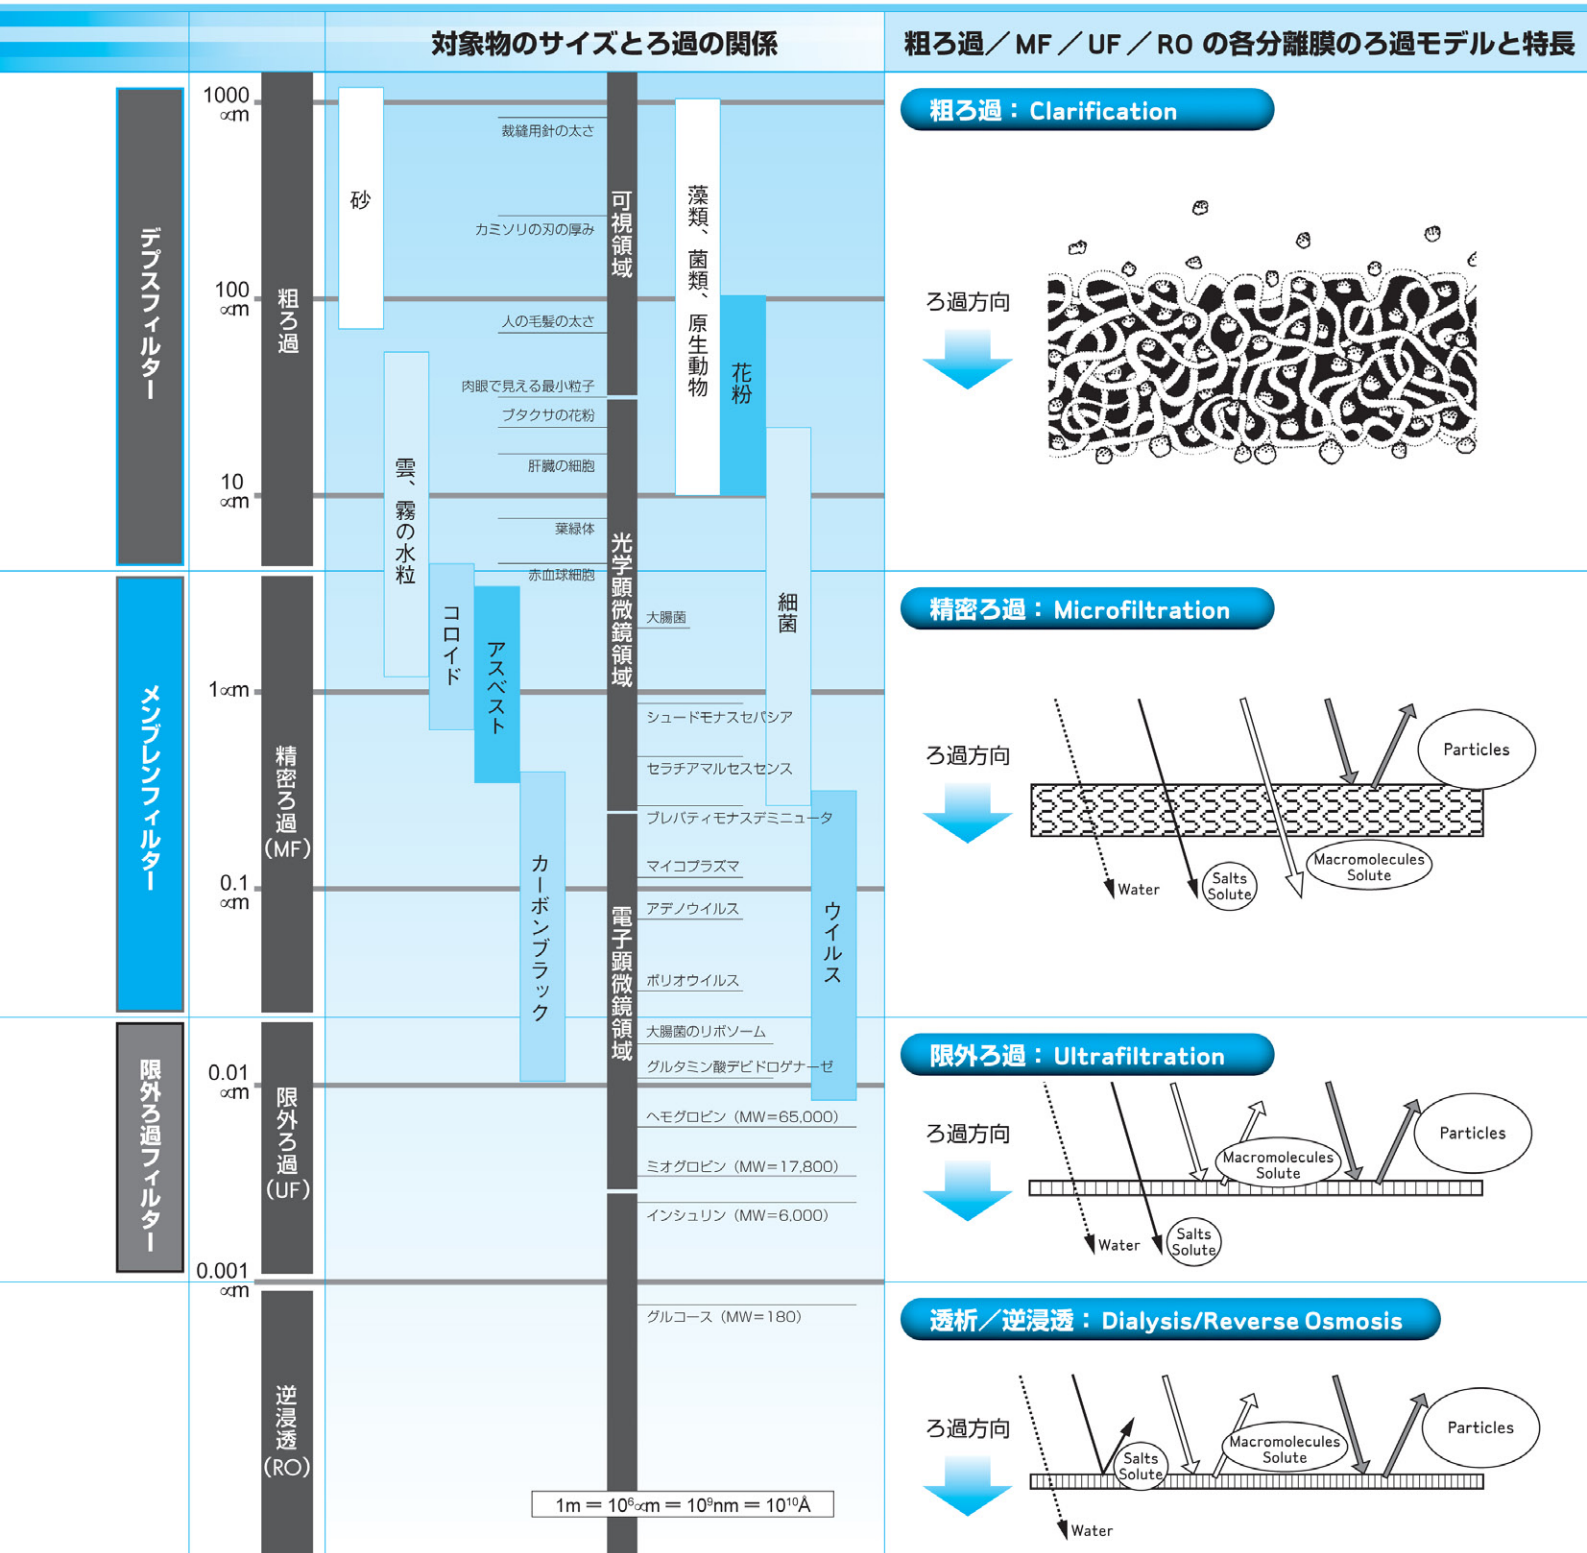 対象物のサイズとろ過の関係
粗ろ過／MF／UF／ROの各分離膜のろ過モデルと特長
デプスフィルター
メンブレンフィルター
限外ろ過フィルター
1000
∝m
100
∝m
10
∝m
1∝m
0.1
∝m
0.01
∝m
0.001
∝m
粗ろ過
精密ろ過
(MF)
限外ろ過
(UF)
逆浸透
(RO)
砂
雲、霧の水粒
コロイド
アスベスト
カーボンブラック
裁縫用針の太さ
カミソリの刃の厚み
人の毛髪の太さ
肉眼で見える最小粒子
ブタクサの花粉
肝臓の細胞
葉緑体
赤血球細胞
可視領域
光学顕微鏡領域
電子顕微鏡領域
藻類、菌類、原生動物
花粉
細菌
ウイルス
大腸菌
シュードモナスセパシア
セラチアマルセスセンス
ブレバティモナスデミニュータ
マイコプラズマ
アデノウイルス
ポリオウイルス
大腸菌のリボソーム
グルタミン酸デビドロゲナーゼ
ヘモグロビン（MW＝65,000）
ミオグロビン（MW＝17,800）
インシュリン（MW＝6,000）
グルコース（MW＝180）
1m ＝ 10⁶∝m ＝ 10⁹nm ＝ 10¹⁰Å
粗ろ過：Clarification
ろ過方向
精密ろ過：Microfiltration
ろ過方向
Particles
Macromolecules
Solute
Salts
Solute
Water
限外ろ過：Ultrafiltration
ろ過方向
Particles
Macromolecules
Solute
Salts
Solute
Water
透析／逆浸透：Dialysis/Reverse Osmosis
ろ過方向
Particles
Macromolecules
Solute
Salts
Solute
Water